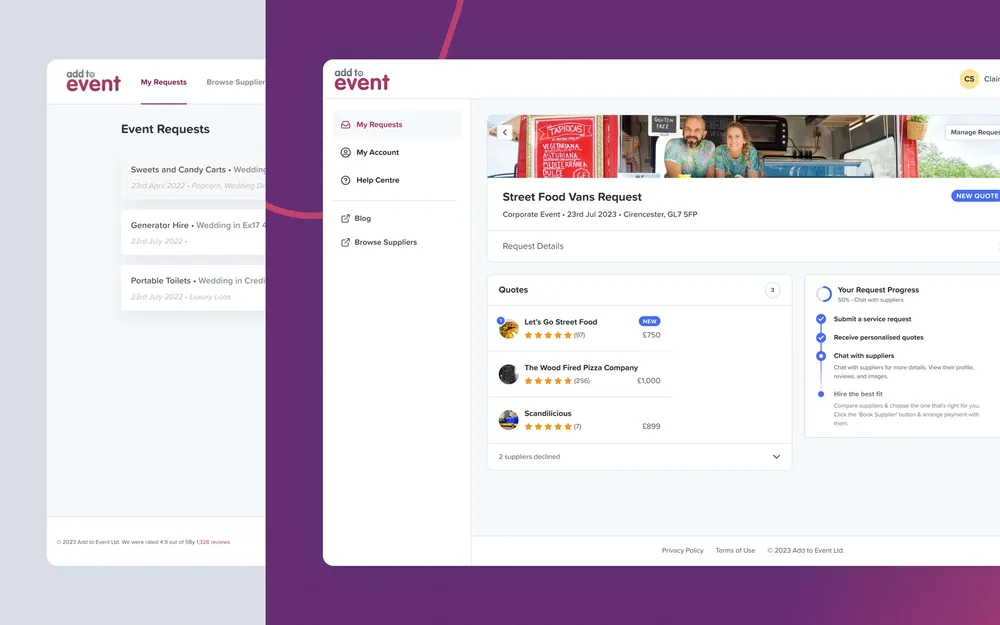 add to
event
My Requests
Browse Supplier
Event Requests
Sweets and Candy Carts • Wedding
23rd April 2022 • Popcorn, Wedding Do
Generator Hire • Wedding in Ex17 4
23rd July 2022 •
Portable Toilets • Wedding in Credi
23rd July 2022 • Luxury Loos
© 2023 Add to Event Ltd. We were rated 4.9 out of 5By 1,328 reviews
add to
event
CS Clair
My Requests
My Account
Help Centre
Blog
Browse Suppliers
TAPIOCAS
VEGETARIANA
ASTURIANA
MEDITERRANEA
DULCE
GLUTEN
FREE
Manage Reques
Street Food Vans Request
NEW QUOTE
Corporate Event • 23rd Jul 2023 • Cirencester, GL7 5FP
Request Details
Quotes
3
1
Let's Go Street Food NEW
(97) £750
The Wood Fired Pizza Company
(256) £1,000
Scandilicious
(7) £899
2 suppliers declined
Your Request Progress
50% - Chat with suppliers
Submit a service request
Receive personalised quotes
Chat with suppliers
Chat with suppliers for more details. View their profile,
reviews, and images.
Hire the best fit
Compare suppliers & choose the one that's right for you.
Click the 'Book Supplier' button & arrange payment with
them.
Privacy Policy Terms of Use © 2023 Add to Event Ltd.